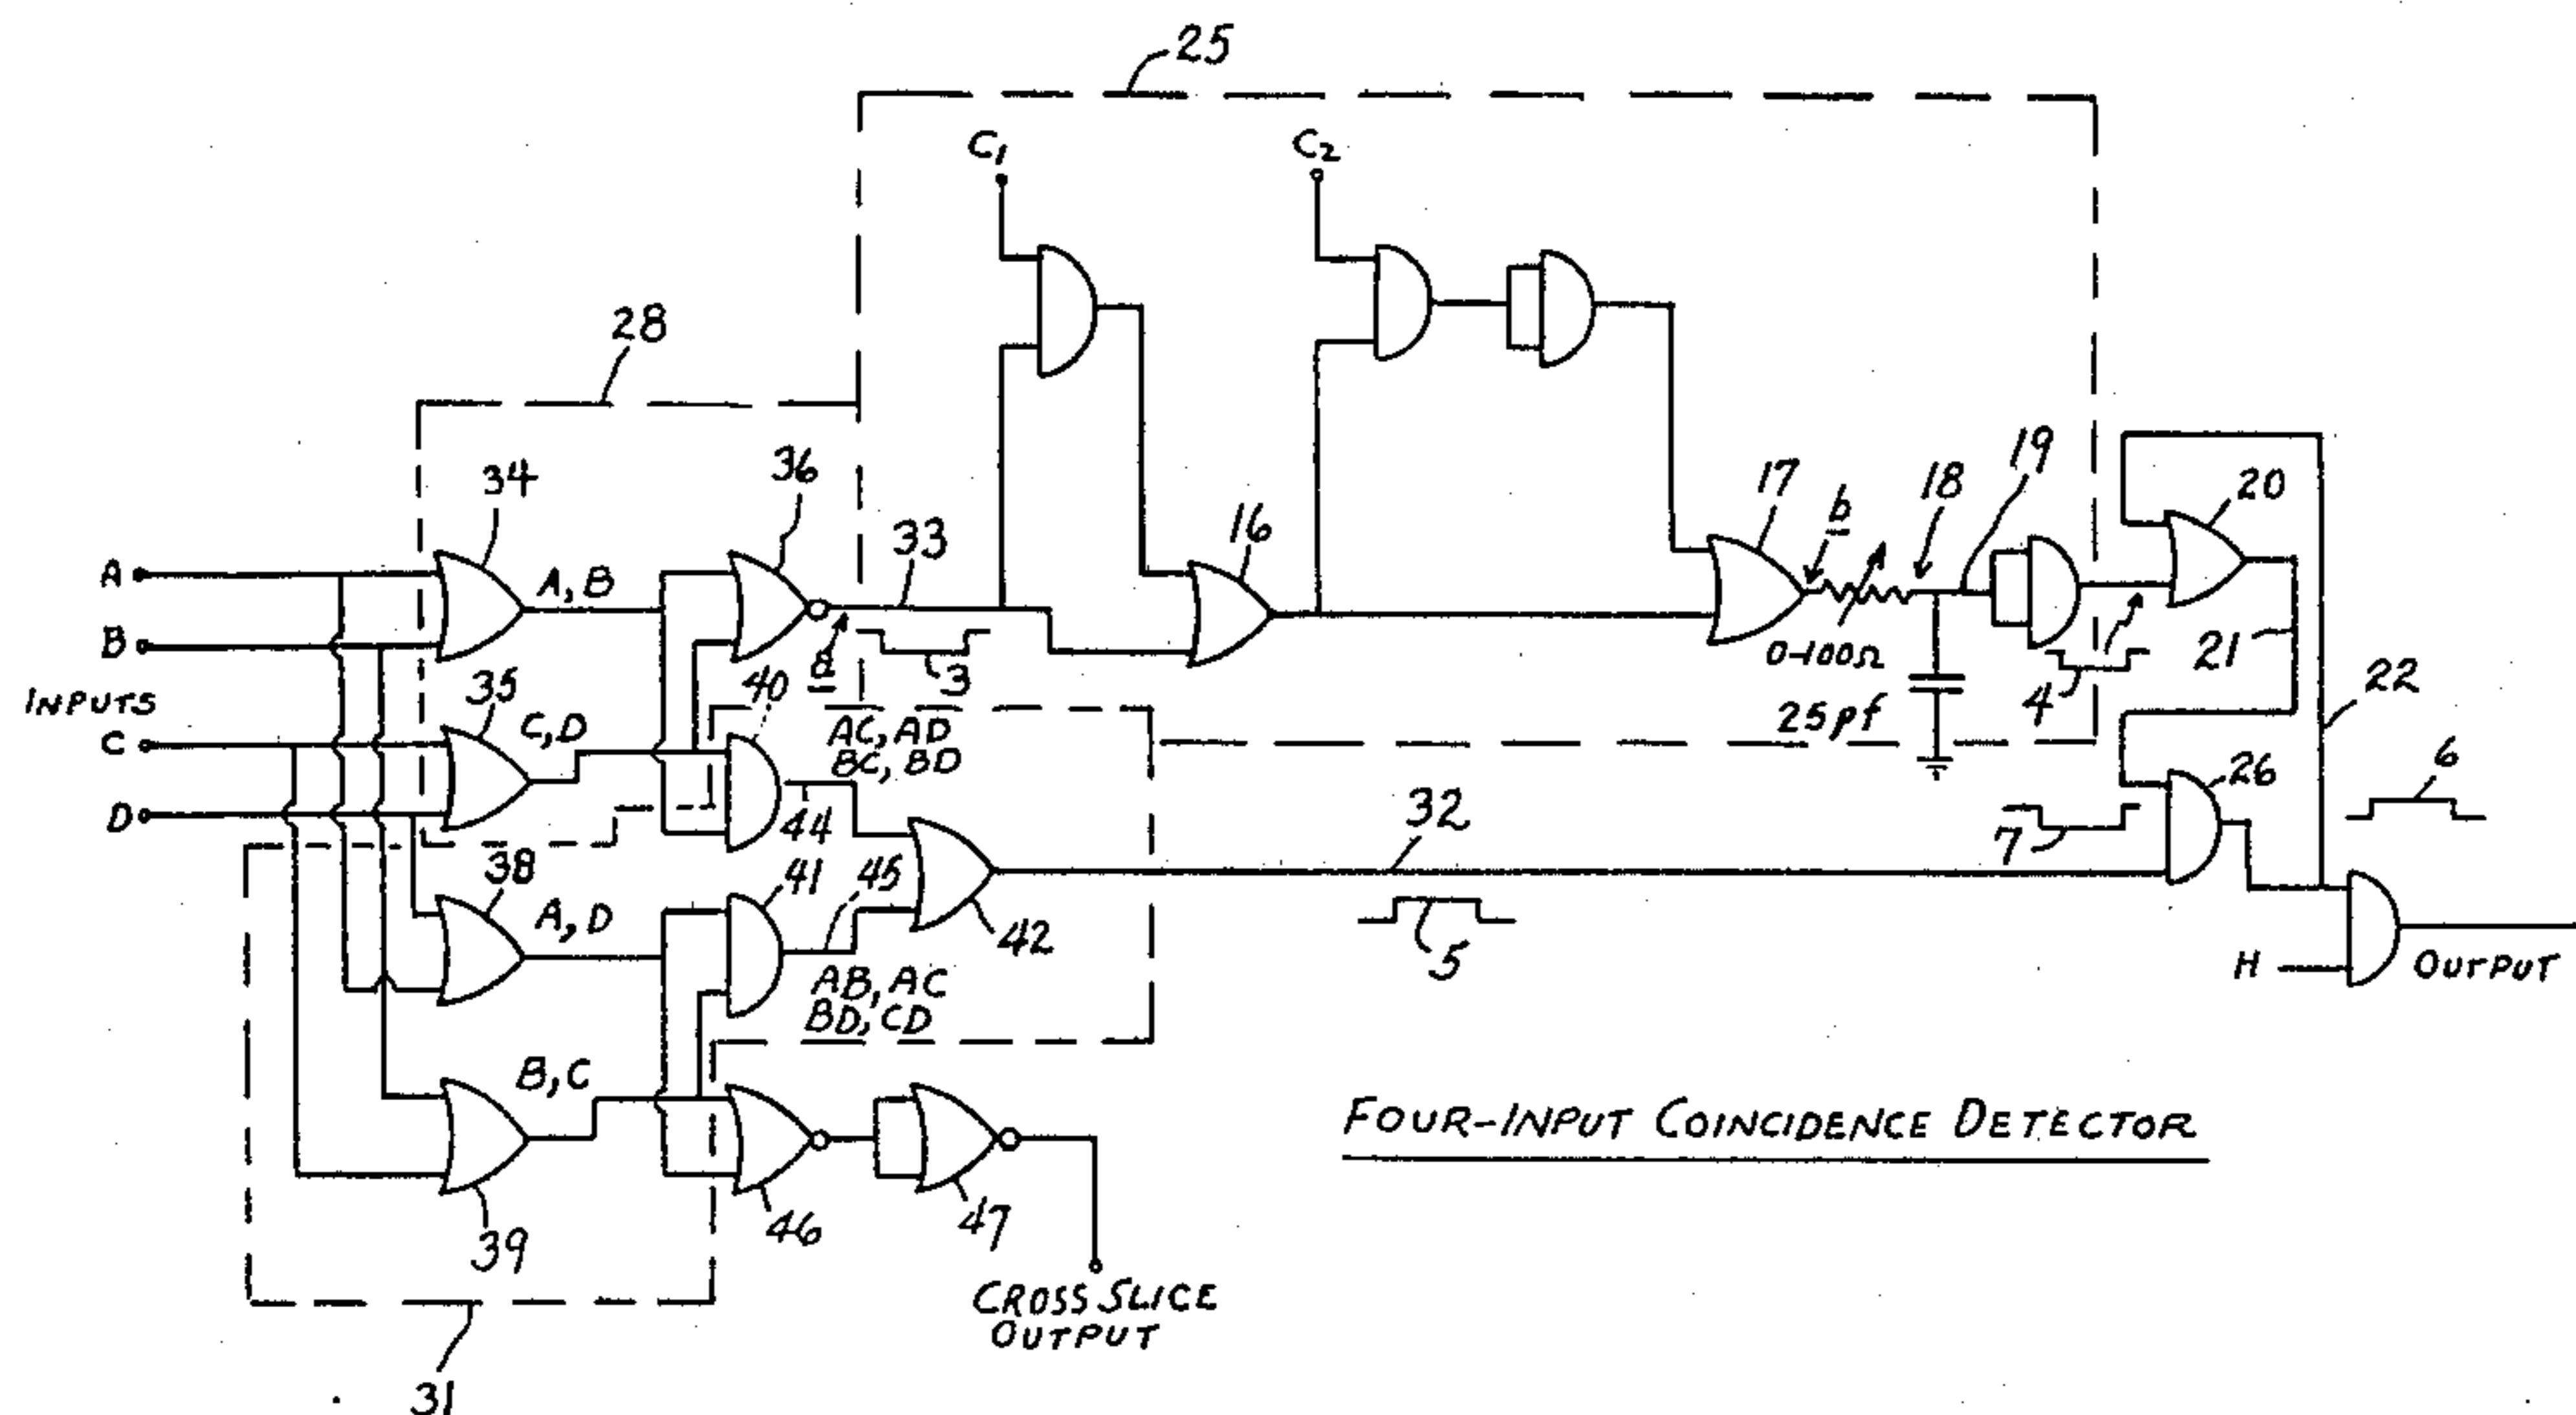 25
C1
C2
28
34
36
33
16
17
b
18
19
20
A
A, B
B
a
3
0-100Ω
4
21
22
INPUTS
35
40
C
C, D
AC, AD
BC, BD
25pf
D
44
32
7
26
6
38
41
45
42
A, D
5
AB, AC
BD, CD
H
OUTPUT
B, C
FOUR-INPUT COINCIDENCE DETECTOR
39
46
47
CROSS SLICE
OUTPUT
31